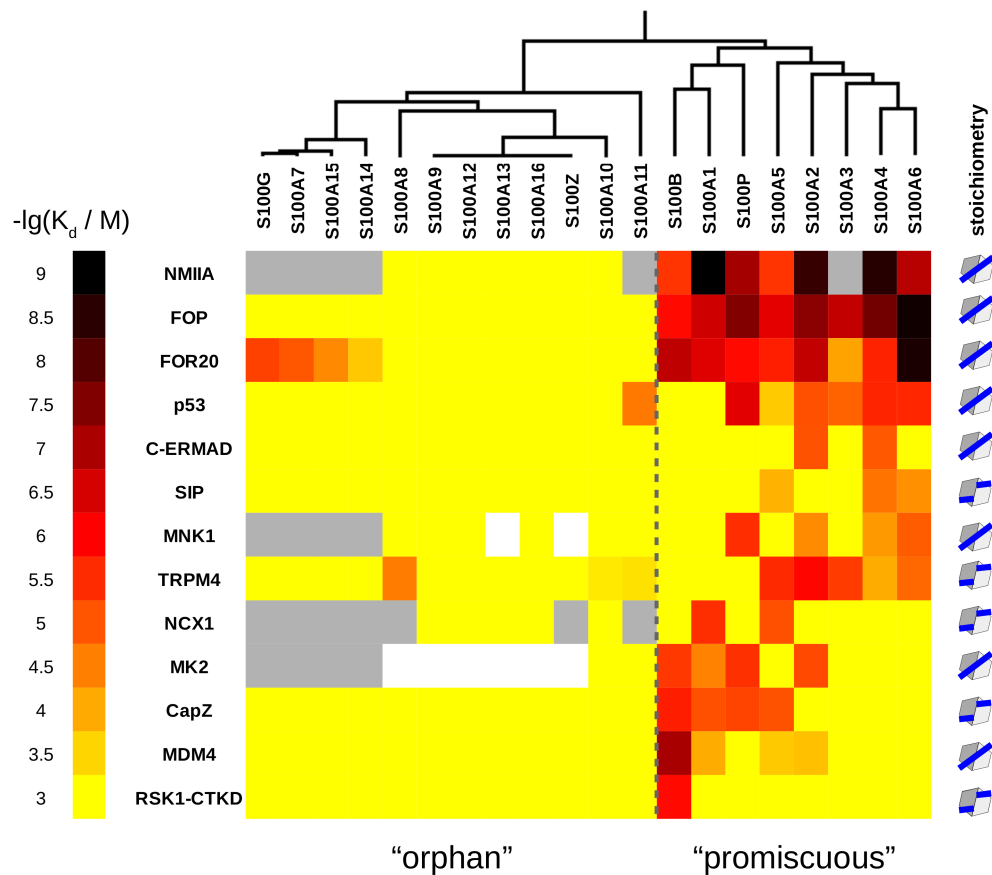 S100G S100A7 S100A15 S100A14 S100A8 S100A9 S100A12 S100A13 S100A16 S100Z S100A10 S100A11 S100B S100A1 S100P S100A5 S100A2 S100A3 S100A4 S100A6 stoichiometry
-lg(Kd / M)
9 NMIIA
8.5 FOP
8 FOR20
7.5 p53
7 C-ERMAD
6.5 SIP
6 MNK1
5.5 TRPM4
5 NCX1
4.5 MK2
4 CapZ
3.5 MDM4
3 RSK1-CTKD
“orphan” “promiscuous”